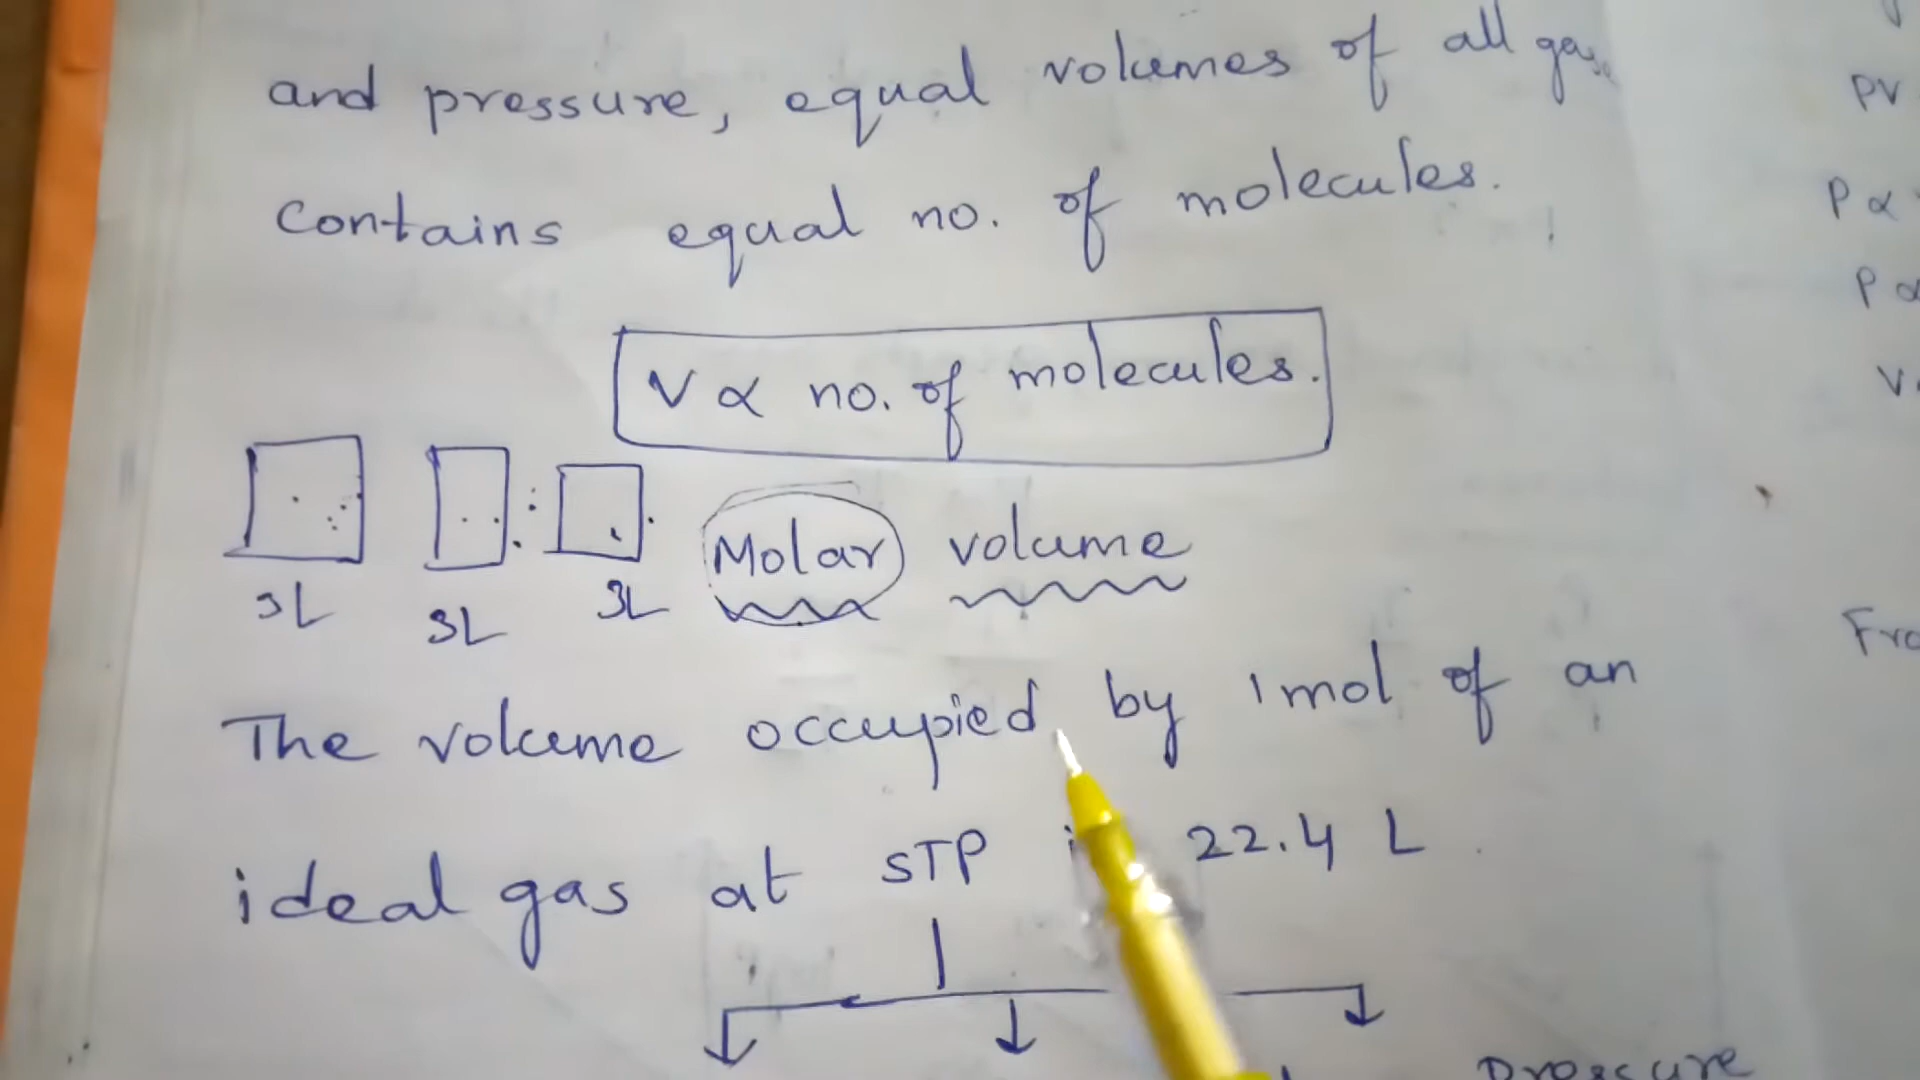 and pressure, equal volumes of all
contains equal no. of molecules.
V ∝ no. of molecules.
3L 3L 3L
Molar volume
The volume occupied by 1 mol of an
ideal gas at STP 22.4 L
Pressure
PV
P ∝
P ∝
V